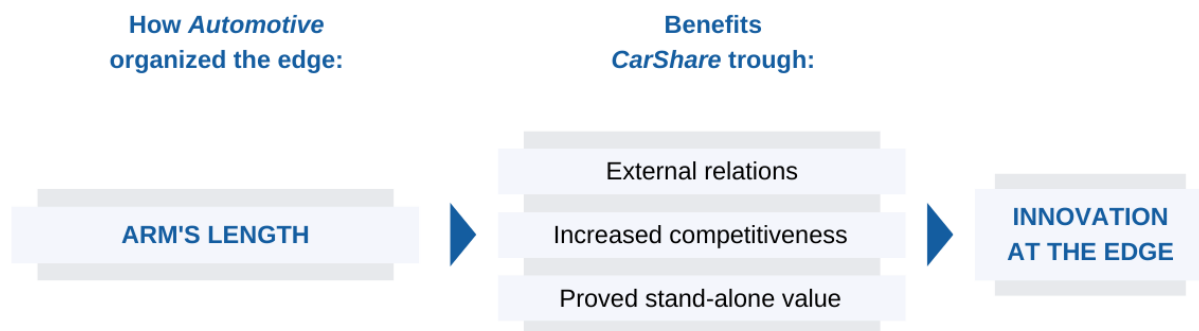 How Automotive
organized the edge:
Benefits
CarShare trough:
ARM'S LENGTH
External relations
Increased competitiveness
Proved stand-alone value
INNOVATION
AT THE EDGE